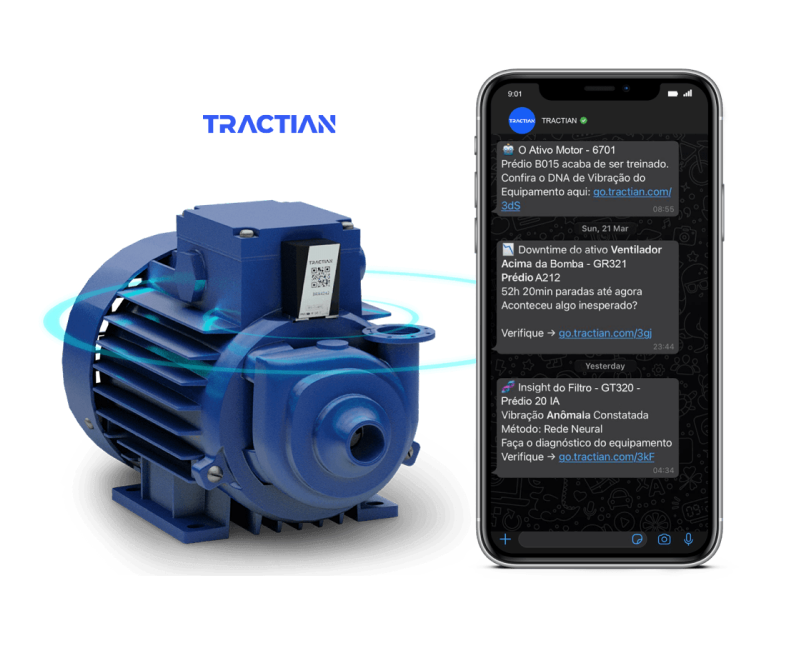 TRACTIAN
TRACTIAN
9:01
TRACTIAN
TRACTIAN
O Ativo Motor - 6701
Prédio B015 acaba de ser treinado.
Confira o DNA de Vibração do
Equipamento aqui: go.tractian.com/
3dS
08:55
Sun, 21 Mar
Downtime do ativo Ventilador
Acima da Bomba - GR321
Prédio A212
52h 20min paradas até agora
Aconteceu algo inesperado?
Verifique → go.tractian.com/3gj
23:44
Yesterday
Insight do Filtro - GT320 -
Prédio 20 IA
Vibração Anômaia Constatada
Método: Rede Neural
Faça o diagnóstico do equipamento
Verifique → go.tractian.com/3kF
04:34